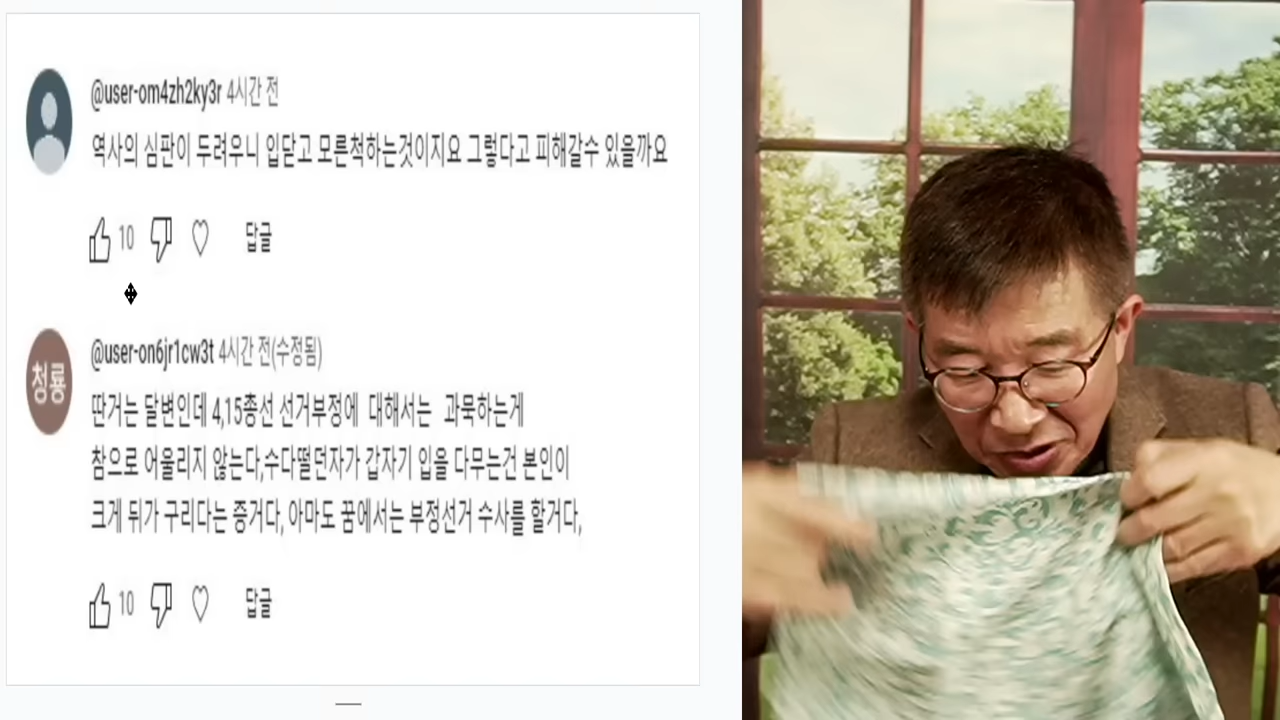 @user-om4zh2ky3r 4시간 전
역사의 심판이 두려우니 입닫고 모른척하는것이지요 그렇다고 피해갈수 있을까요
10 답글
청룡
@user-on6jr1cw3t 4시간 전(수정됨)
딴거는 달변인데 4,15총선 선거부정에 대해서는 과묵하는게
참으로 어울리지 않는다,수다떨던자가 갑자기 입을 다무는건 본인이
크게 뒤가 구리다는 증거다, 아마도 꿈에서는 부정선거 수사를 할거다,
10 답글